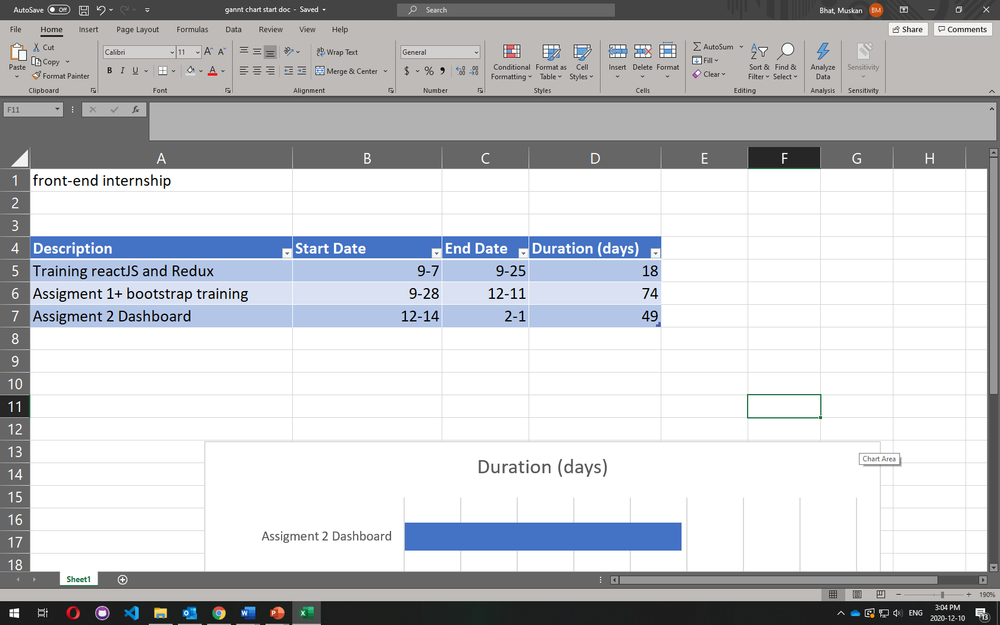 AutoSave Off gannt chart start doc - Saved Search Bhat, Muskan BM
File Home Insert Page Layout Formulas Data Review View Help Share Comments
Paste Cut Copy Format Painter Clipboard
Calibri 11 A A B I U A Font
ab Wrap Text Merge & Center Alignment
General $ % Number
Conditional Formatting Format as Table Cell Styles Styles
Insert Delete Format Cells
AutoSum Fill Clear Sort & Filter Find & Select Editing
Analyze Data Analysis
Sensitivity Sensitivity
F11 fx
A B C D E F G H
1 front-end internship
2
3
4 Description Start Date End Date Duration (days)
5 Training reactJS and Redux 9-7 9-25 18
6 Assigment 1+ bootstrap training 9-28 12-11 74
7 Assigment 2 Dashboard 12-14 2-1 49
8
9
10
11
12
13
14
15
16
17
18
Duration (days)
Chart Area
Assigment 2 Dashboard
Sheet1
190%
ENG 3:04 PM
2020-12-10 13